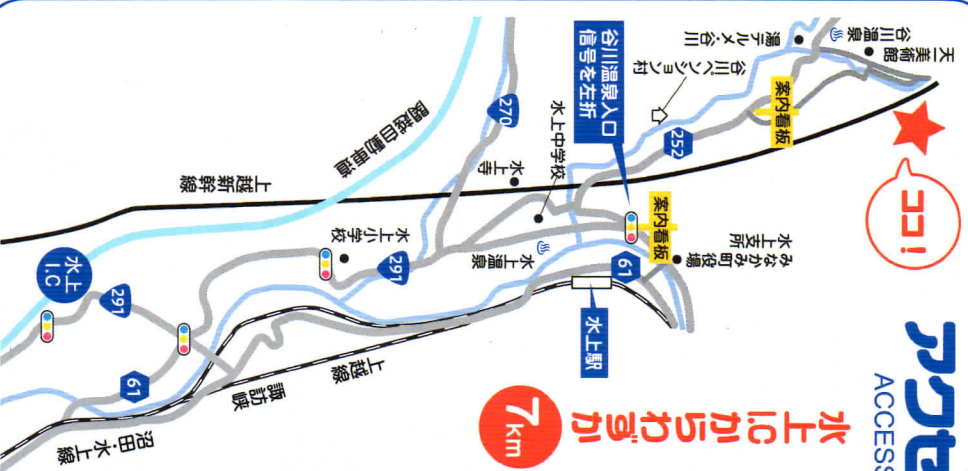 アクセ
ACCESS
水上I.Cからわずか
7km
ココ!
天一美術館
谷川温泉
湯テルメ・谷川
谷川ペンション村
案内看板
252
谷川温泉入口
信号を左折
案内看板
みなかみ町役場
水上支所
61
水上駅
水上温泉
水上中学校
水上寺
270
291
水上小学校
関越自動車道
上越新幹線
水上
I.C
291
61
上越線
諏訪峡
沼田・水上線